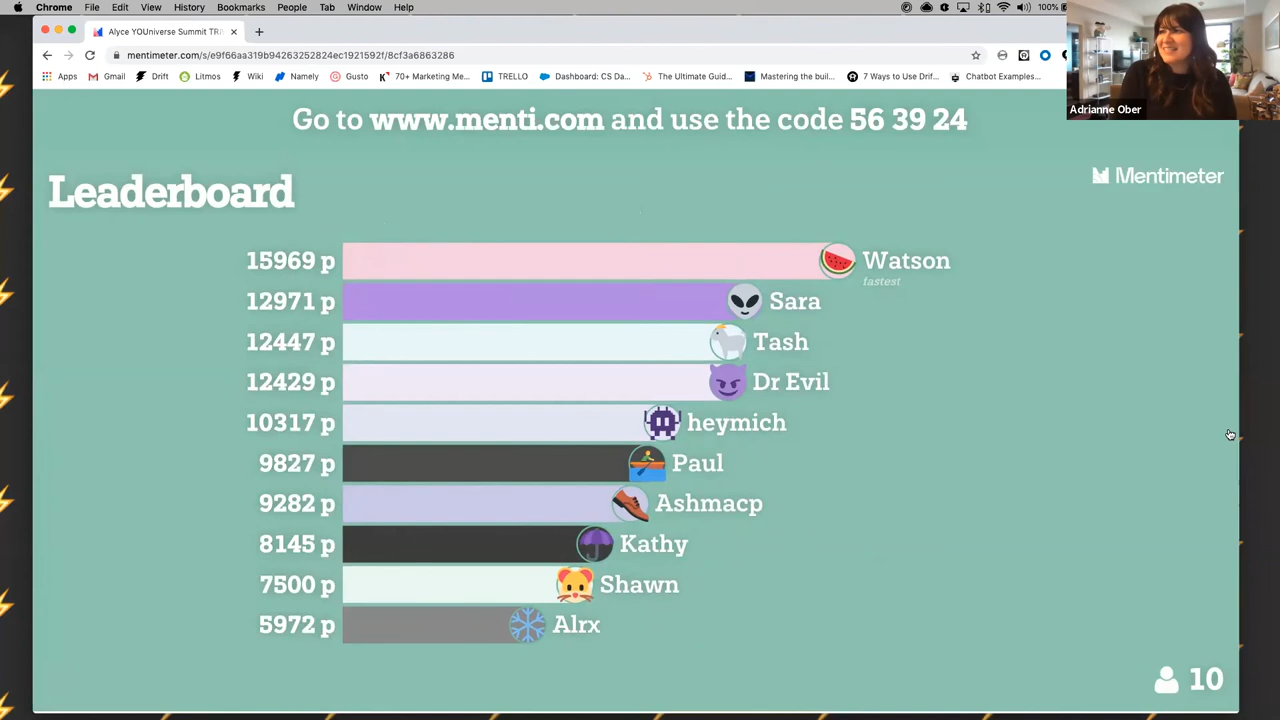 Chrome File Edit View History Bookmarks People Tab Window Help 100%
Alyce YOUniverse Summit TRI
mentimeter.com/s/e9f66aa319b94263252824ec1921592f/8cf3a6863286
Apps Gmail Drift Litmos Wiki Namely Gusto 70+ Marketing Me... TRELLO Dashboard: CS Da... The Ultimate Guid... Mastering the buil... 7 Ways to Use Drif... Chatbot Examples...
Adrianne Ober
Go to www.menti.com and use the code 56 39 24
Mentimeter
Leaderboard
15969 p Watson
fastest
12971 p Sara
12447 p Tash
12429 p Dr Evil
10317 p heymich
9827 p Paul
9282 p Ashmacp
8145 p Kathy
7500 p Shawn
5972 p Alrx
10